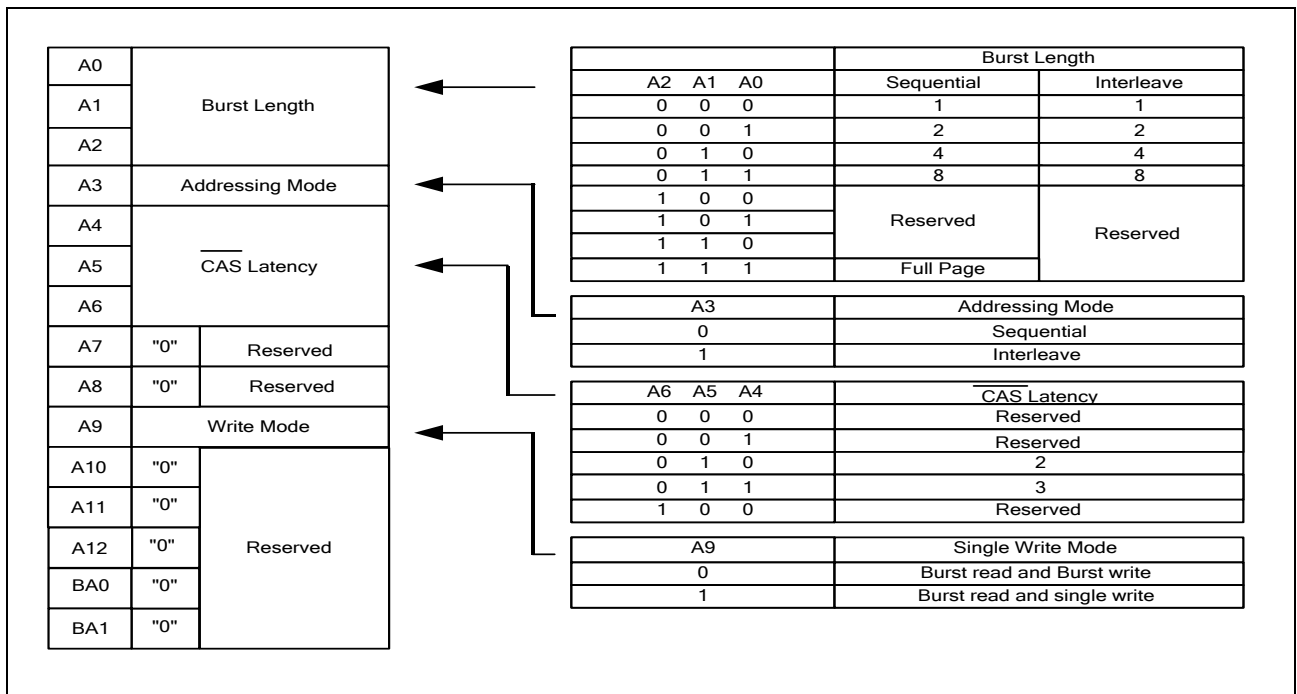 A0
A1
A2
Burst Length
A3
Addressing Mode
A4
A5
A6
CAS Latency
A7
"0"
Reserved
A8
"0"
Reserved
A9
Write Mode
A10
"0"
A11
"0"
A12
"0"
BA0
"0"
BA1
"0"
Reserved
Burst Length
A2 A1 A0 Sequential Interleave
0 0 0 1 1
0 0 1 2 2
0 1 0 4 4
0 1 1 8 8
1 0 0
1 0 1
1 1 0
Reserved
Reserved
1 1 1 Full Page
A3 Addressing Mode
0 Sequential
1 Interleave
A6 A5 A4 CAS Latency
0 0 0 Reserved
0 0 1 Reserved
0 1 0 2
0 1 1 3
1 0 0 Reserved
A9 Single Write Mode
0 Burst read and Burst write
1 Burst read and single write